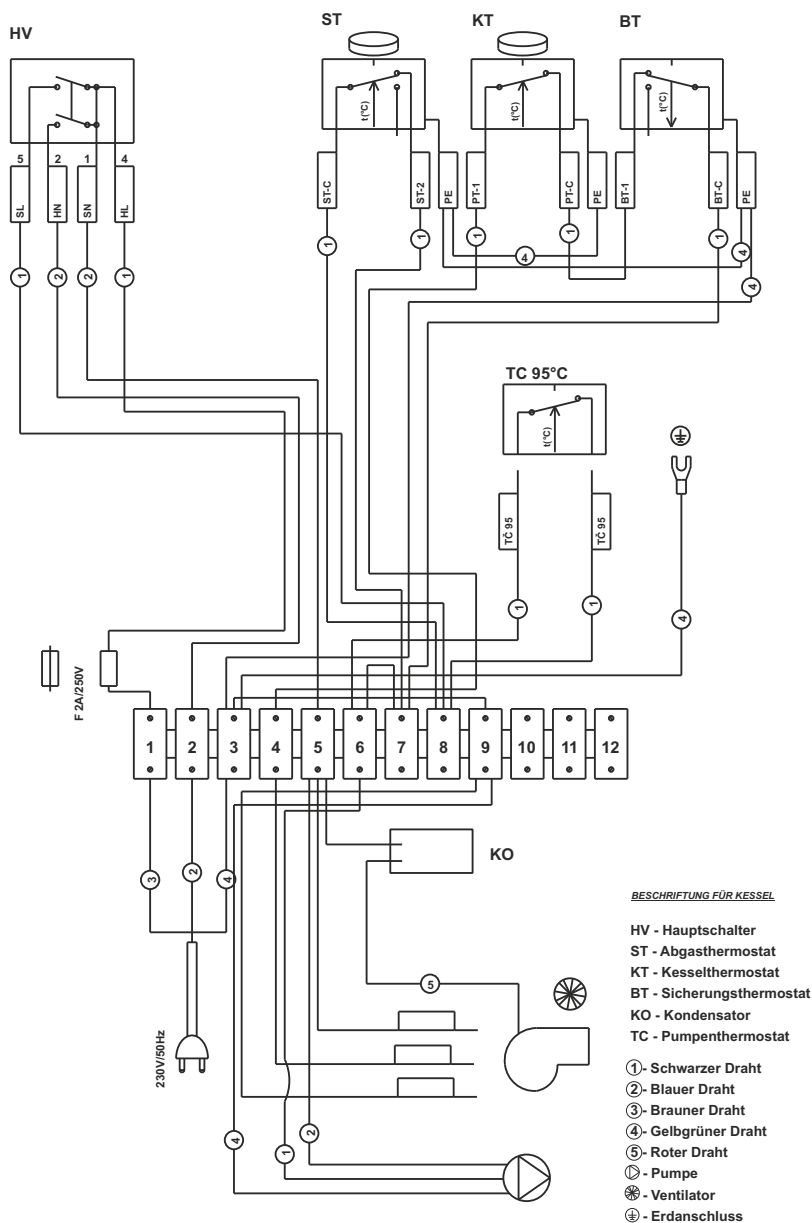 HV
ST
KT
BT
t(°C)
t(°C)
t(°C)
5 2 1 4
SL HN SN HL
ST-C ST-2 PE PT-1 PT-C PE BT-1 BT-C PE
1 1 1 1
4
4
1 2 2 1
4
TC 95°C
t(°C)
TČ 95 TČ 95
1 1 4
F 2A/250V
1 2 3 4 5 6 7 8 9 10 11 12
KO
3 2 4
5
230V/50Hz
4 1 2
BESCHRIFTUNG FÜR KESSEL
HV - Hauptschalter
ST - Abgasthermostat
KT - Kesselthermostat
BT - Sicherungsthermostat
KO - Kondensator
TC - Pumpenthermostat
1 - Schwarzer Draht
2 - Blauer Draht
3 - Brauner Draht
4 - Gelbgrüner Draht
5 - Roter Draht
- Pumpe
- Ventilator
- Erdanschluss